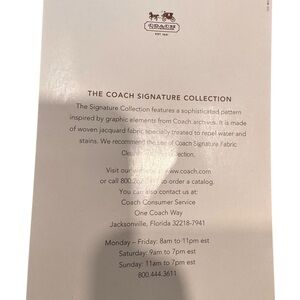 COACH
EST. 1941
THE COACH SIGNATURE COLLECTION
The Signature Collection features a sophisticated pattern
inspired by graphic elements from Coach archives. It is made
of woven jacquard fabric specially treated to repel water and
stains. We recommend the use of Coach Signature Fabric
Collection.
Visit our www.coach.com
or call 800. to order a catalog.
You can also contact us at:
Coach Consumer Service
One Coach Way
Jacksonville, Florida 32218-7941
Monday – Friday: 8am to 11pm est
Saturday: 9am to 7pm est
Sunday: 11am to 7pm est
800.444.3611